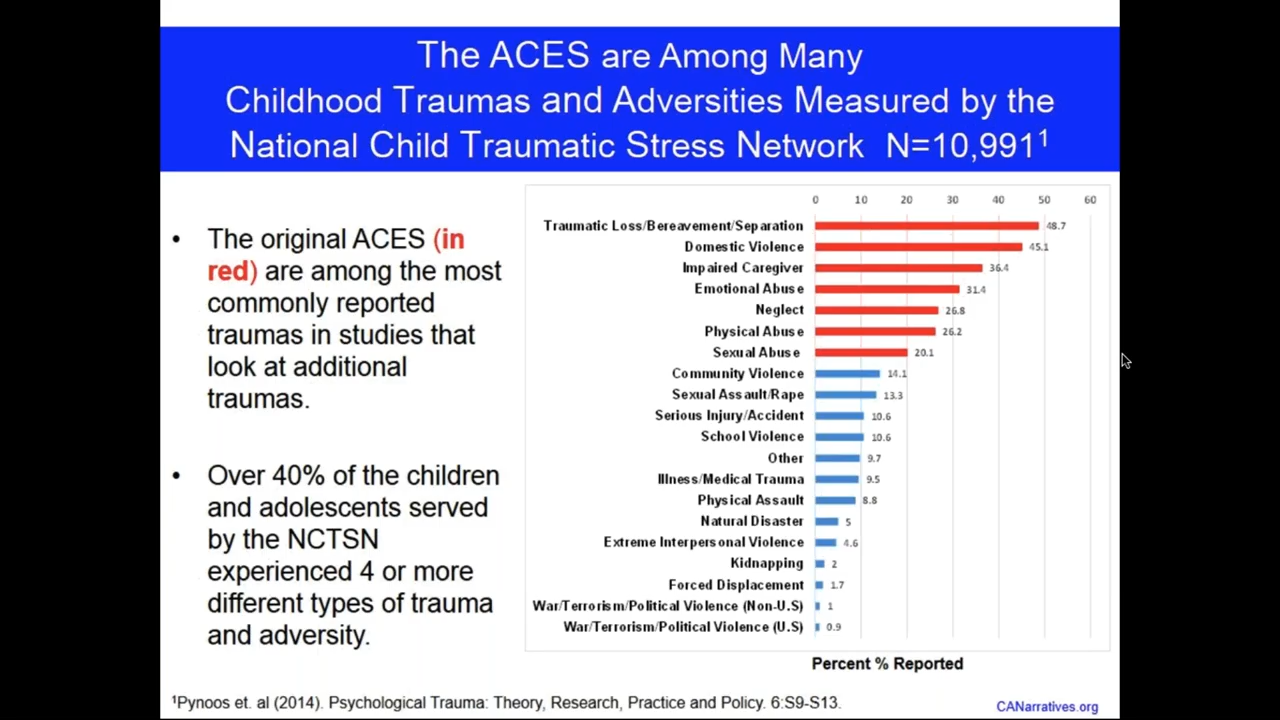 The ACES are Among Many
Childhood Traumas and Adversities Measured by the
National Child Traumatic Stress Network N=10,991¹
• The original ACES (in
red) are among the most
commonly reported
traumas in studies that
look at additional
traumas.
• Over 40% of the children
and adolescents served
by the NCTSN
experienced 4 or more
different types of trauma
and adversity.
0 10 20 30 40 50 60
Traumatic Loss/Bereavement/Separation 48.7
Domestic Violence 45.1
Impaired Caregiver 36.4
Emotional Abuse 31.4
Neglect 26.8
Physical Abuse 26.2
Sexual Abuse 20.1
Community Violence 14.1
Sexual Assault/Rape 13.3
Serious Injury/Accident 10.6
School Violence 10.6
Other 9.7
Illness/Medical Trauma 9.5
Physical Assault 8.8
Natural Disaster 5
Extreme Interpersonal Violence 4.6
Kidnapping 2
Forced Displacement 1.7
War/Terrorism/Political Violence (Non-U.S) 1
War/Terrorism/Political Violence (U.S) 0.9
Percent % Reported
¹Pynoos et. al (2014). Psychological Trauma: Theory, Research, Practice and Policy. 6:S9-S13.
CANarratives.org